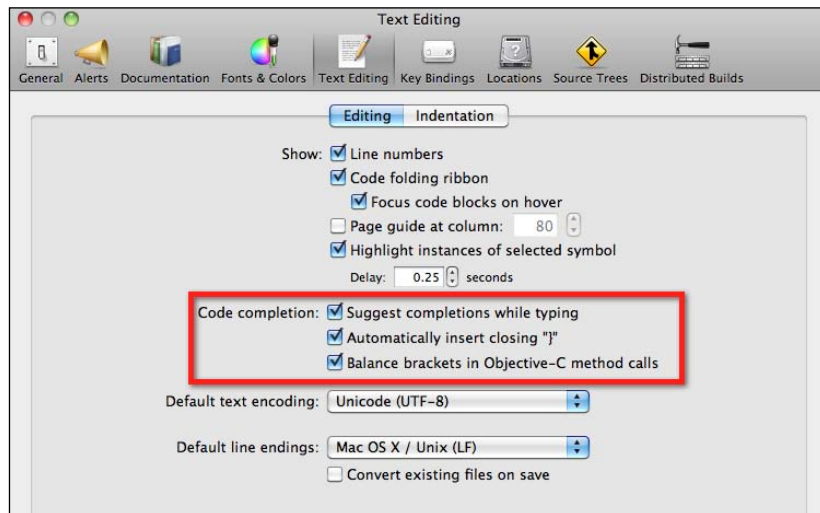 Text Editing
General Alerts Documentation Fonts & Colors Text Editing Key Bindings Locations Source Trees Distributed Builds
Editing Indentation
Show: Line numbers
Code folding ribbon
Focus code blocks on hover
Page guide at column: 80
Highlight instances of selected symbol
Delay: 0.25 seconds
Code completion: Suggest completions while typing
Automatically insert closing "}"
Balance brackets in Objective-C method calls
Default text encoding: Unicode (UTF-8)
Default line endings: Mac OS X / Unix (LF)
Convert existing files on save